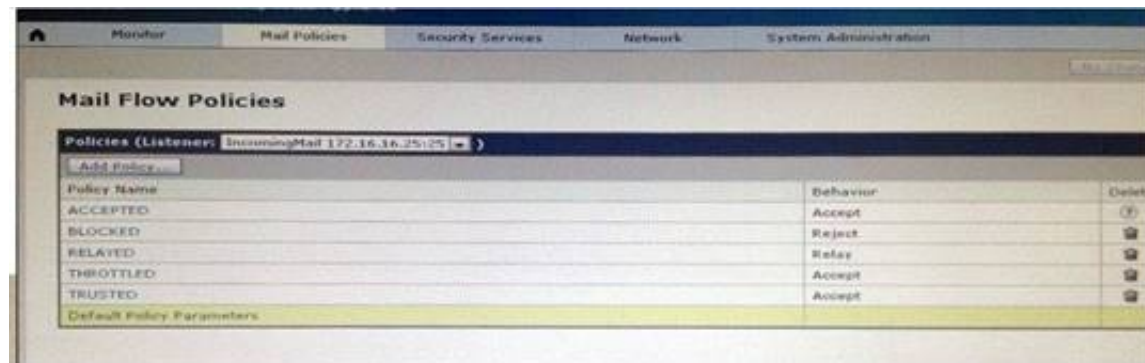 Monitor Mail Policies Security Services Network System Administration
Mail Flow Policies
Policies (Listener: IncomingMail 172.16.16.25:25 )
Add Policy...
Policy Name Behavior Delet
ACCEPTED Accept
BLOCKED Reject
RELAYED Relay
THROTTLED Accept
TRUSTED Accept
Default Policy Parameters